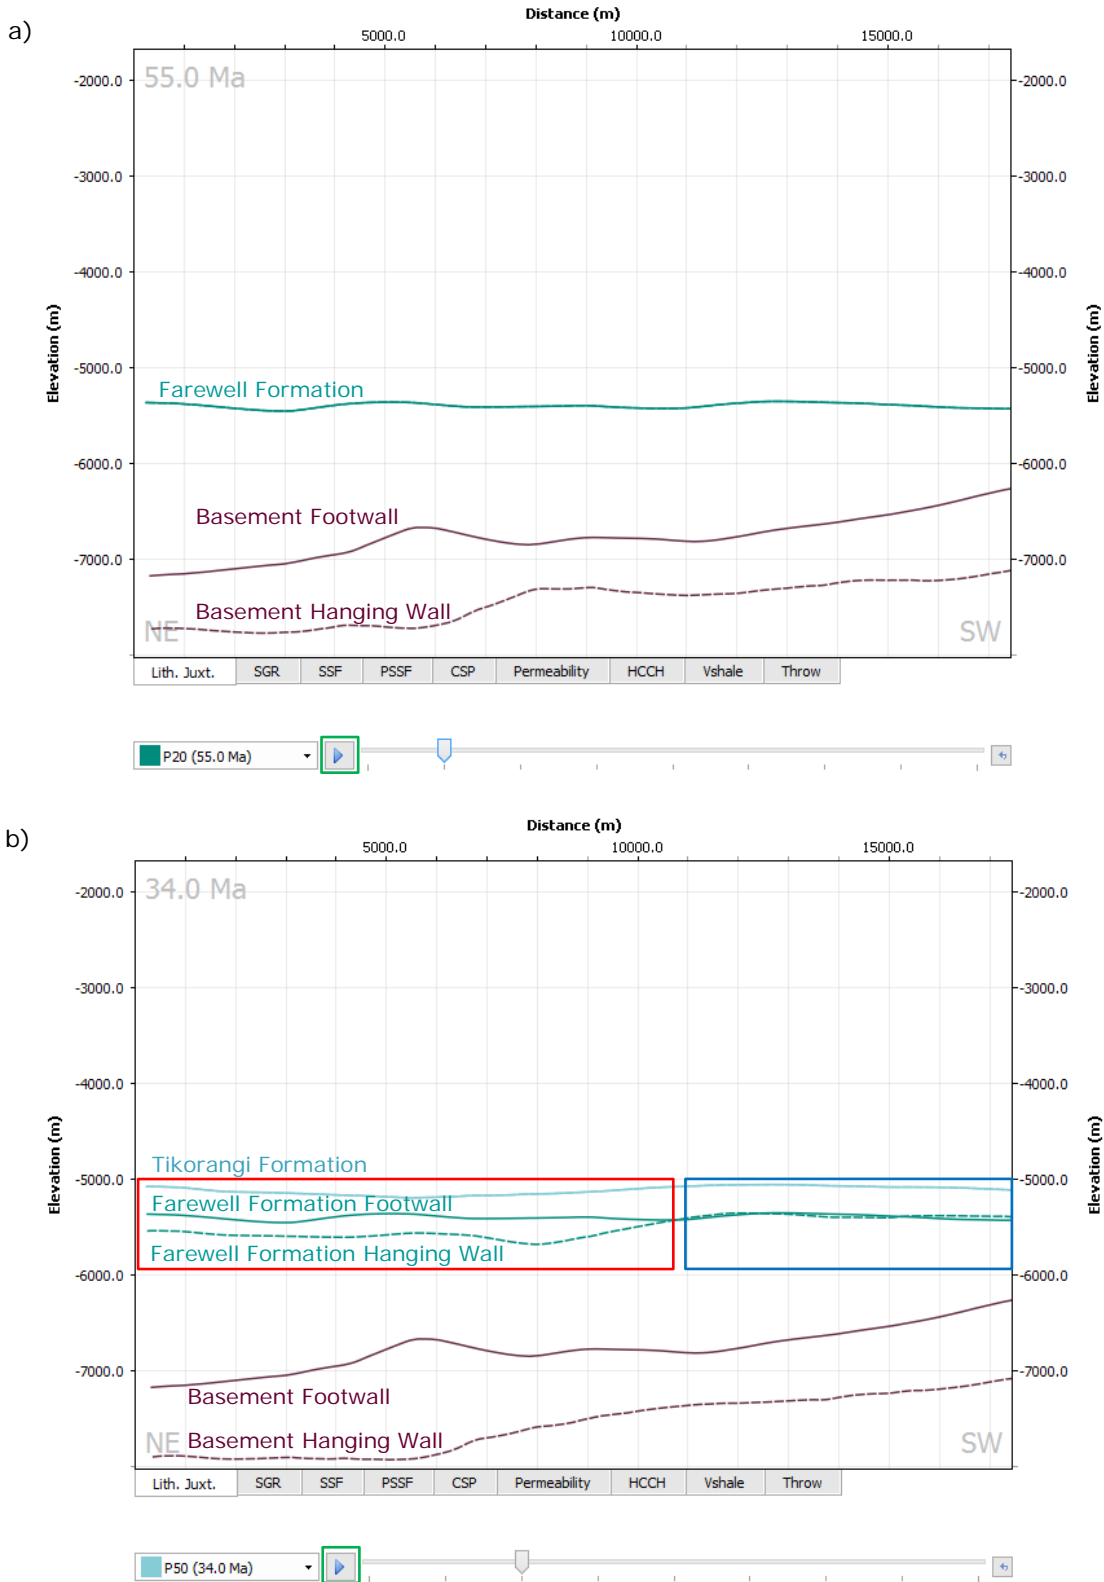 a)
Distance (m)
5000.0 10000.0 15000.0
55.0 Ma
-2000.0 -2000.0
-3000.0 -3000.0
-4000.0 -4000.0
Elevation (m) Elevation (m)
-5000.0 -5000.0
Farewell Formation
-6000.0 -6000.0
Basement Footwall
-7000.0 -7000.0
Basement Hanging Wall
NE SW
Lith. Juxt. SGR SSF PSSF CSP Permeability HCCH Vshale Throw
P20 (55.0 Ma)
b)
Distance (m)
5000.0 10000.0 15000.0
34.0 Ma
-2000.0 -2000.0
-3000.0 -3000.0
-4000.0 -4000.0
Elevation (m) Elevation (m)
Tikorangi Formation
-5000.0 -5000.0
Farewell Formation Footwall
Farewell Formation Hanging Wall
-6000.0 -6000.0
-7000.0 -7000.0
Basement Footwall
NE Basement Hanging Wall SW
Lith. Juxt. SGR SSF PSSF CSP Permeability HCCH Vshale Throw
P50 (34.0 Ma)